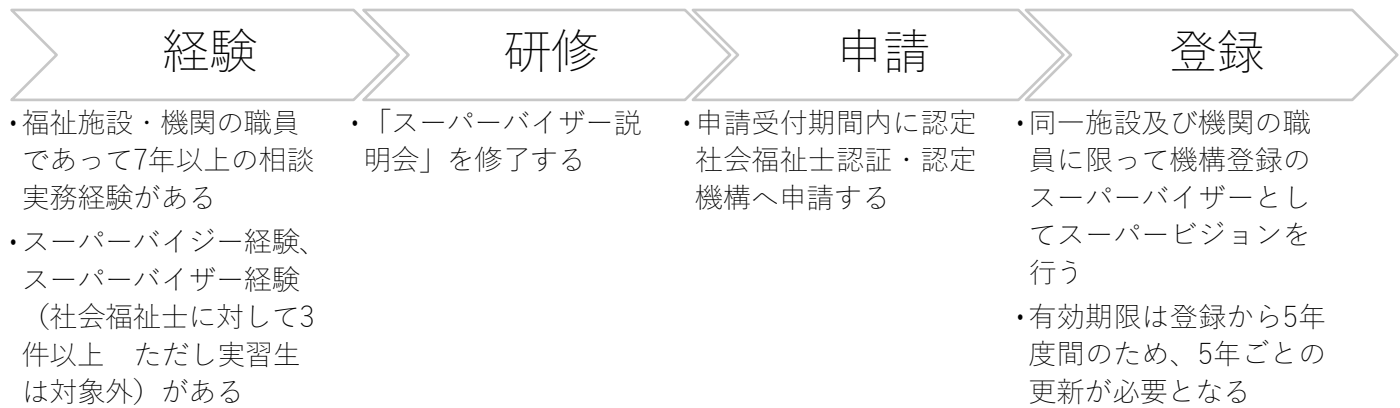 経験
研修
申請
登録
・福祉施設・機関の職員
であって7年以上の相談
実務経験がある
・スーパーバイジー経験、
スーパーバイザー経験
（社会福祉士に対して3
件以上　ただし実習生
は対象外）がある
・「スーパーバイザー説
明会」を修了する
・申請受付期間内に認定
社会福祉士認証・認定
機構へ申請する
・同一施設及び機関の職
員に限って機構登録の
スーパーバイザーとし
てスーパービジョンを
行う
・有効期限は登録から5年
度間のため、5年ごとの
更新が必要となる